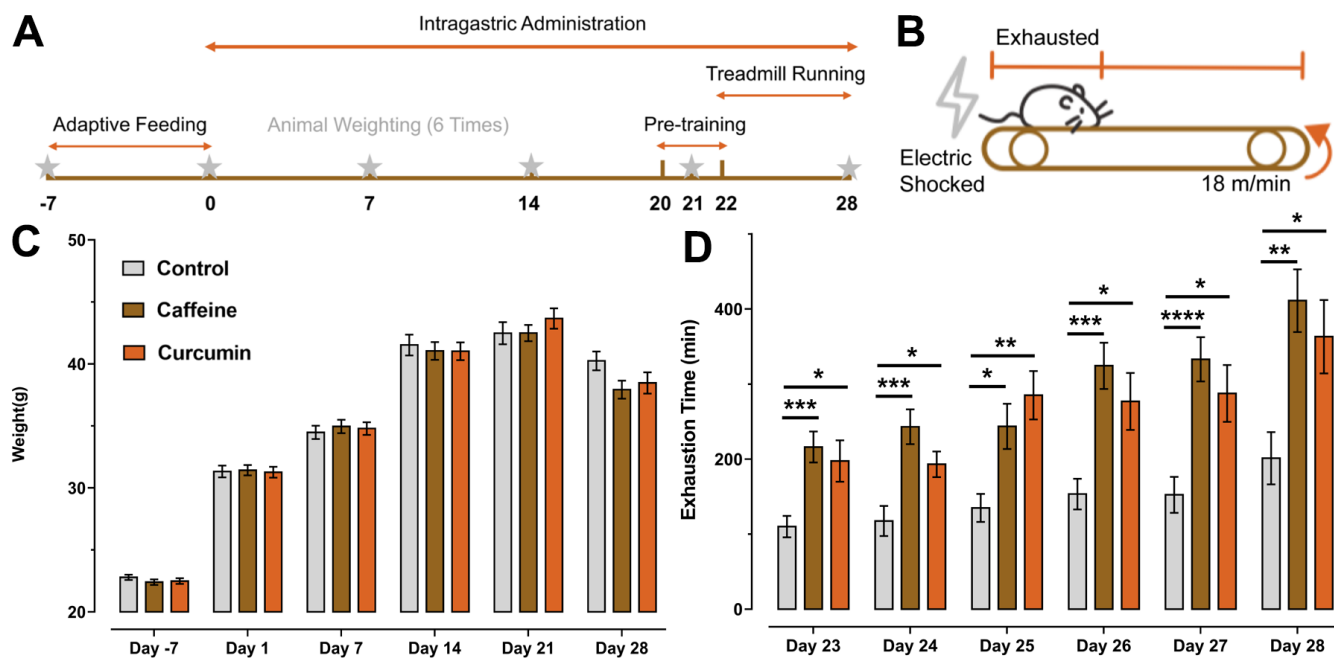 A
Intragastric Administration
Treadmill Running
Adaptive Feeding
Animal Weighting (6 Times)
Pre-training
-7 0 7 14 20 21 22 28
B
Exhausted
Electric
Shocked
18 m/min
C
Control
Caffeine
Curcumin
Weight(g)
50
40
30
20
Day -7 Day 1 Day 7 Day 14 Day 21 Day 28
D
Exhaustion Time (min)
400
200
0
*** * *** * * ** *** * **** * ** *
Day 23 Day 24 Day 25 Day 26 Day 27 Day 28